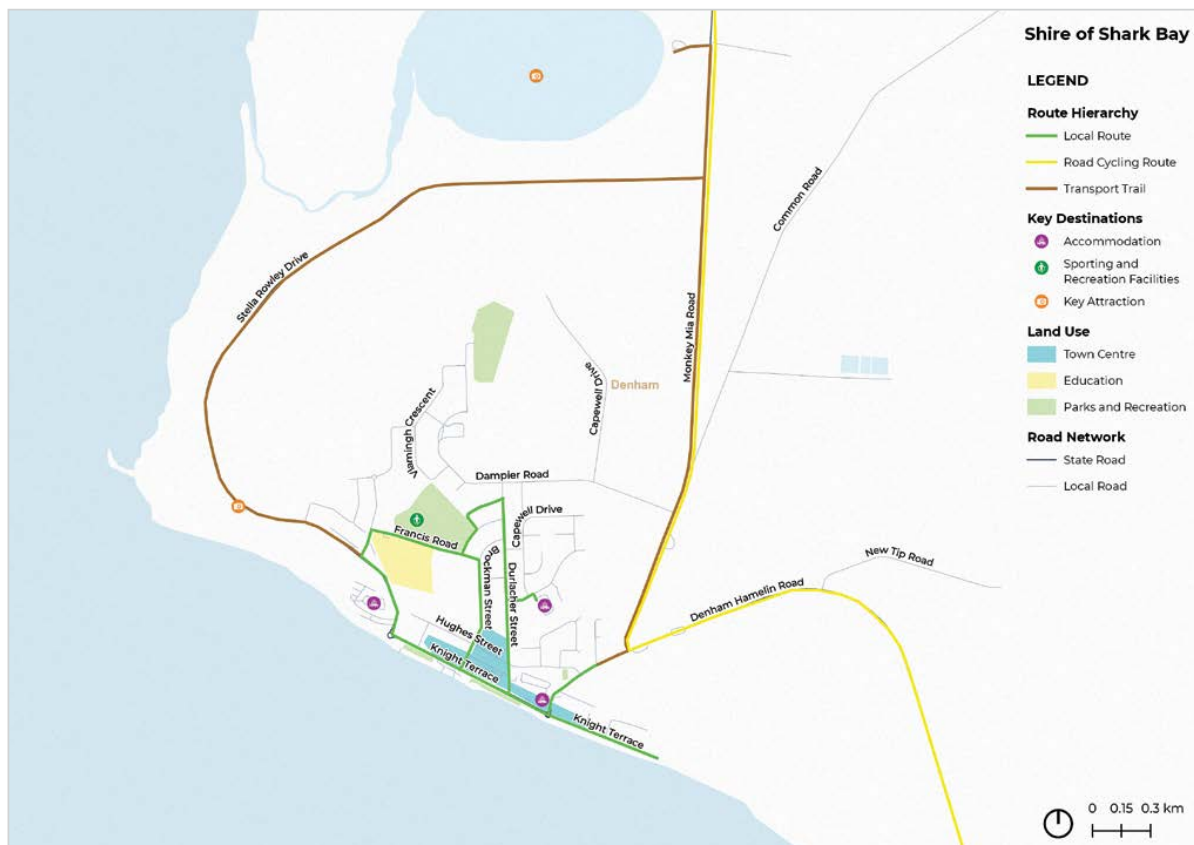 Shire of Shark Bay
LEGEND
Route Hierarchy
Local Route
Road Cycling Route
Transport Trail
Key Destinations
Accommodation
Sporting and
Recreation Facilities
Key Attraction
Land Use
Town Centre
Education
Parks and Recreation
Road Network
State Road
Local Road
Common Road
Stella Rowley Drive
Monkey Mia Road
Capewell Drive
Denham
Vlamingh Crescent
Dampier Road
Capewell Drive
Francis Road
Brockman Street
Durlacher Street
New Tip Road
Denham Hamelin Road
Hughes Street
Knight Terrace
Knight Terrace
0 0.15 0.3 km